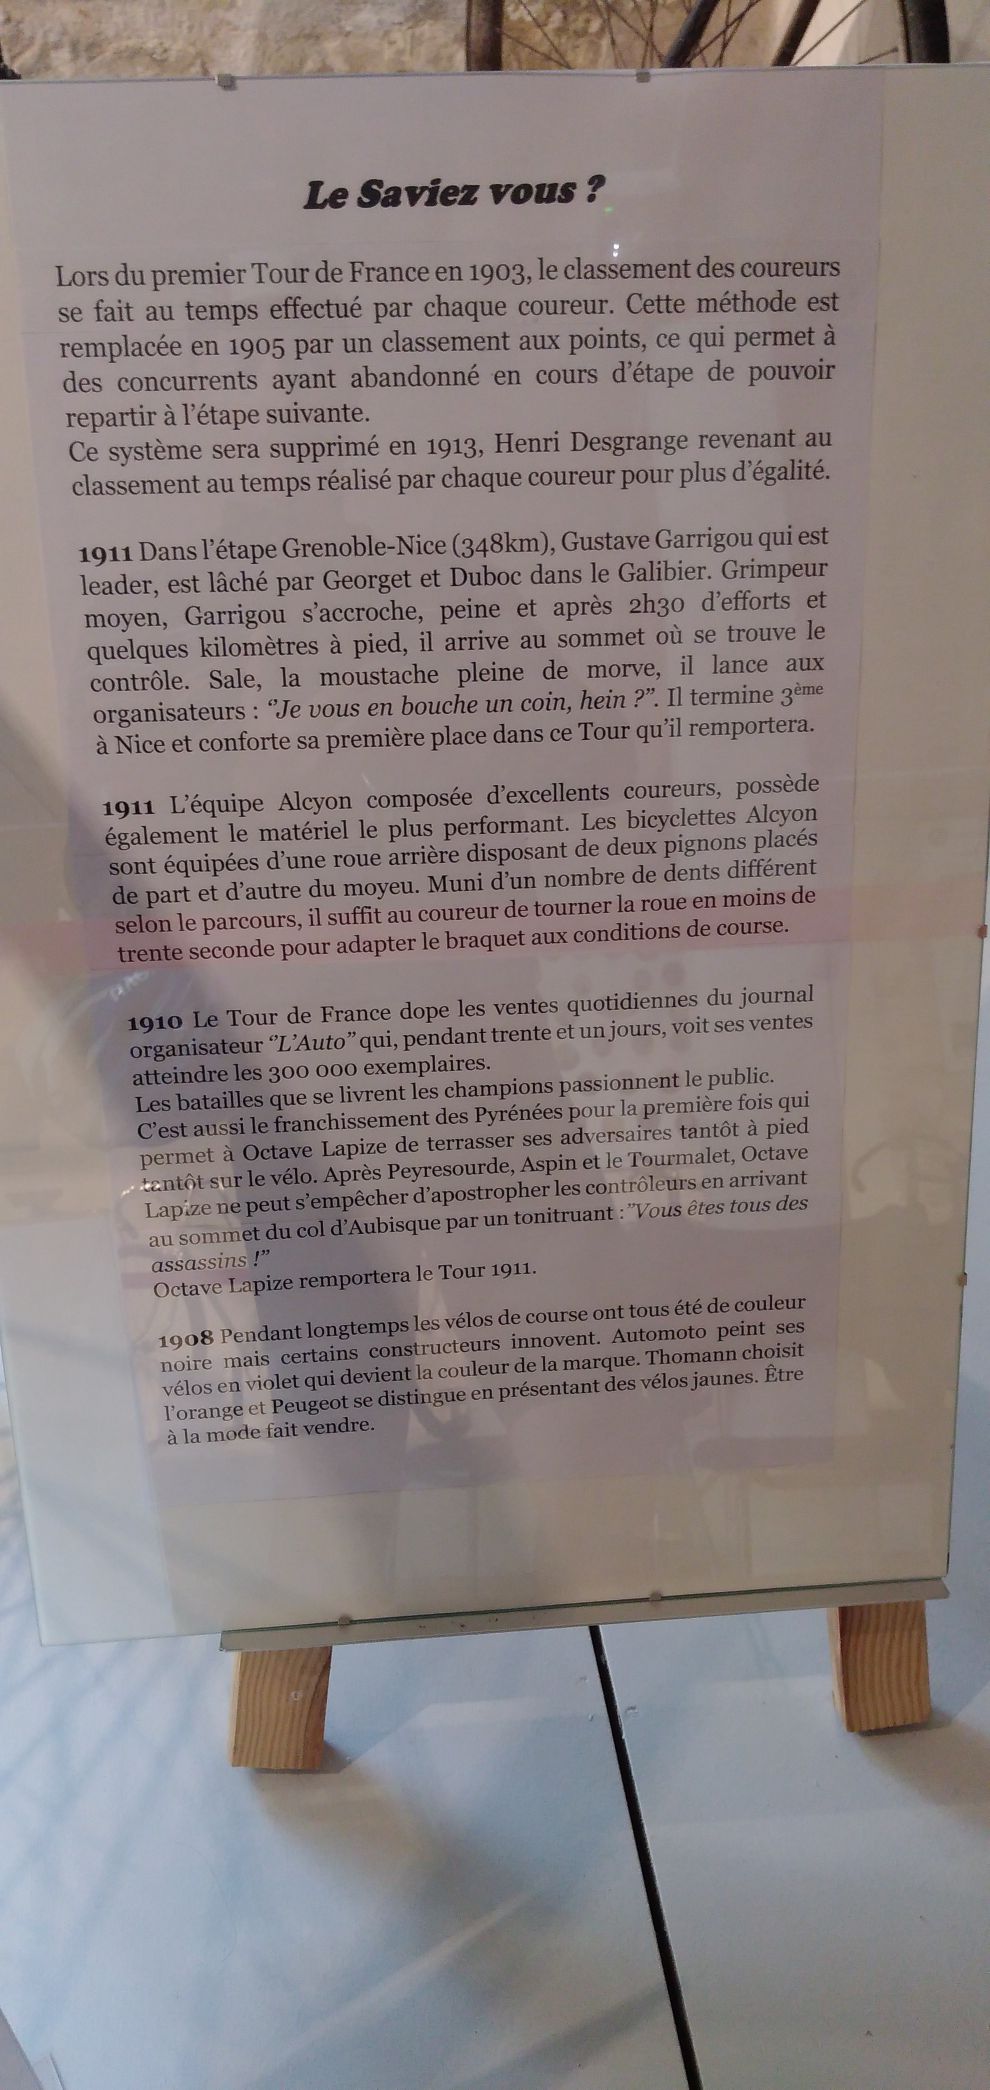 Le Saviez vous ?
Lors du premier Tour de France en 1903, le classement des coureurs
se fait au temps effectué par chaque coureur. Cette méthode est
remplacée en 1905 par un classement aux points, ce qui permet à
des concurrents ayant abandonné en cours d'étape de pouvoir
repartir à l'étape suivante.
Ce système sera supprimé en 1913, Henri Desgrange revenant au
classement au temps réalisé par chaque coureur pour plus d'égalité.
1911 Dans l'étape Grenoble-Nice (348km), Gustave Garrigou qui est
leader, est lâché par Georget et Duboc dans le Galibier. Grimpeur
moyen, Garrigou s'accroche, peine et après 2h30 d'efforts et
quelques kilomètres à pied, il arrive au sommet où se trouve le
contrôle. Sale, la moustache pleine de morve, il lance aux
organisateurs : "Je vous en bouche un coin, hein ?". Il termine 3ème
à Nice et conforte sa première place dans ce Tour qu'il remportera.
1911 L'équipe Alcyon composée d'excellents coureurs, possède
également le matériel le plus performant. Les bicyclettes Alcyon
sont équipées d'une roue arrière disposant de deux pignons placés
de part et d'autre du moyeu. Muni d'un nombre de dents différent
selon le parcours, il suffit au coureur de tourner la roue en moins de
trente seconde pour adapter le braquet aux conditions de course.
1910 Le Tour de France dope les ventes quotidiennes du journal
organisateur "L'Auto" qui, pendant trente et un jours, voit ses ventes
atteindre les 300 000 exemplaires.
Les batailles que se livrent les champions passionnent le public.
C'est aussi le franchissement des Pyrénées pour la première fois qui
permet à Octave Lapize de terrasser ses adversaires tantôt à pied
tantôt sur le vélo. Après Peyresourde, Aspin et le Tourmalet, Octave
Lapize ne peut s'empêcher d'apostropher les contrôleurs en arrivant
au sommet du col d'Aubisque par un tonitruant :"Vous êtes tous des
assassins !"
Octave Lapize remportera le Tour 1911.
1908 Pendant longtemps les vélos de course ont tous été de couleur
noire mais certains constructeurs innovent. Automoto peint ses
vélos en violet qui devient la couleur de la marque. Thomann choisit
l'orange et Peugeot se distingue en présentant des vélos jaunes. Être
à la mode fait vendre.